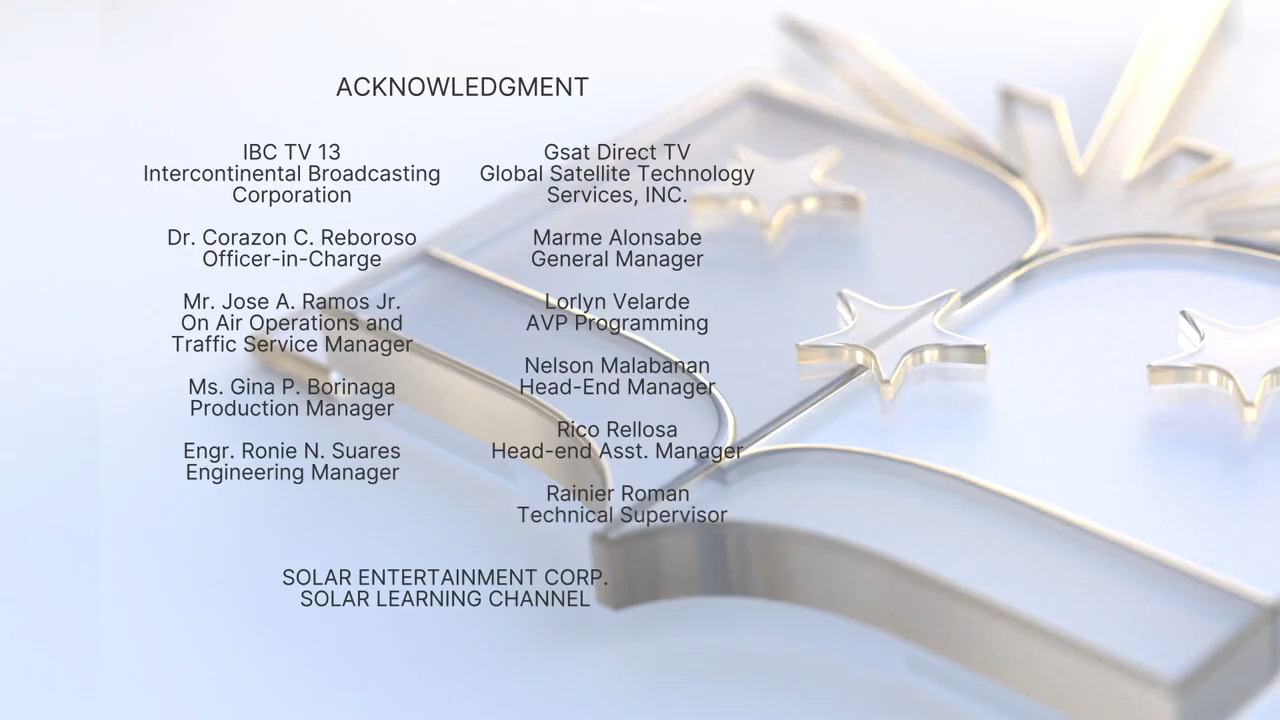 ACKNOWLEDGMENT
IBC TV 13
Intercontinental Broadcasting
Corporation
Dr. Corazon C. Reboroso
Officer-in-Charge
Mr. Jose A. Ramos Jr.
On Air Operations and
Traffic Service Manager
Ms. Gina P. Borinaga
Production Manager
Engr. Ronie N. Suares
Engineering Manager
Gsat Direct TV
Global Satellite Technology
Services, INC.
Marme Alonsabe
General Manager
Lorlyn Velarde
AVP Programming
Nelson Malabanan
Head-End Manager
Rico Rellosa
Head-end Asst. Manager
Rainier Roman
Technical Supervisor
SOLAR ENTERTAINMENT CORP.
SOLAR LEARNING CHANNEL